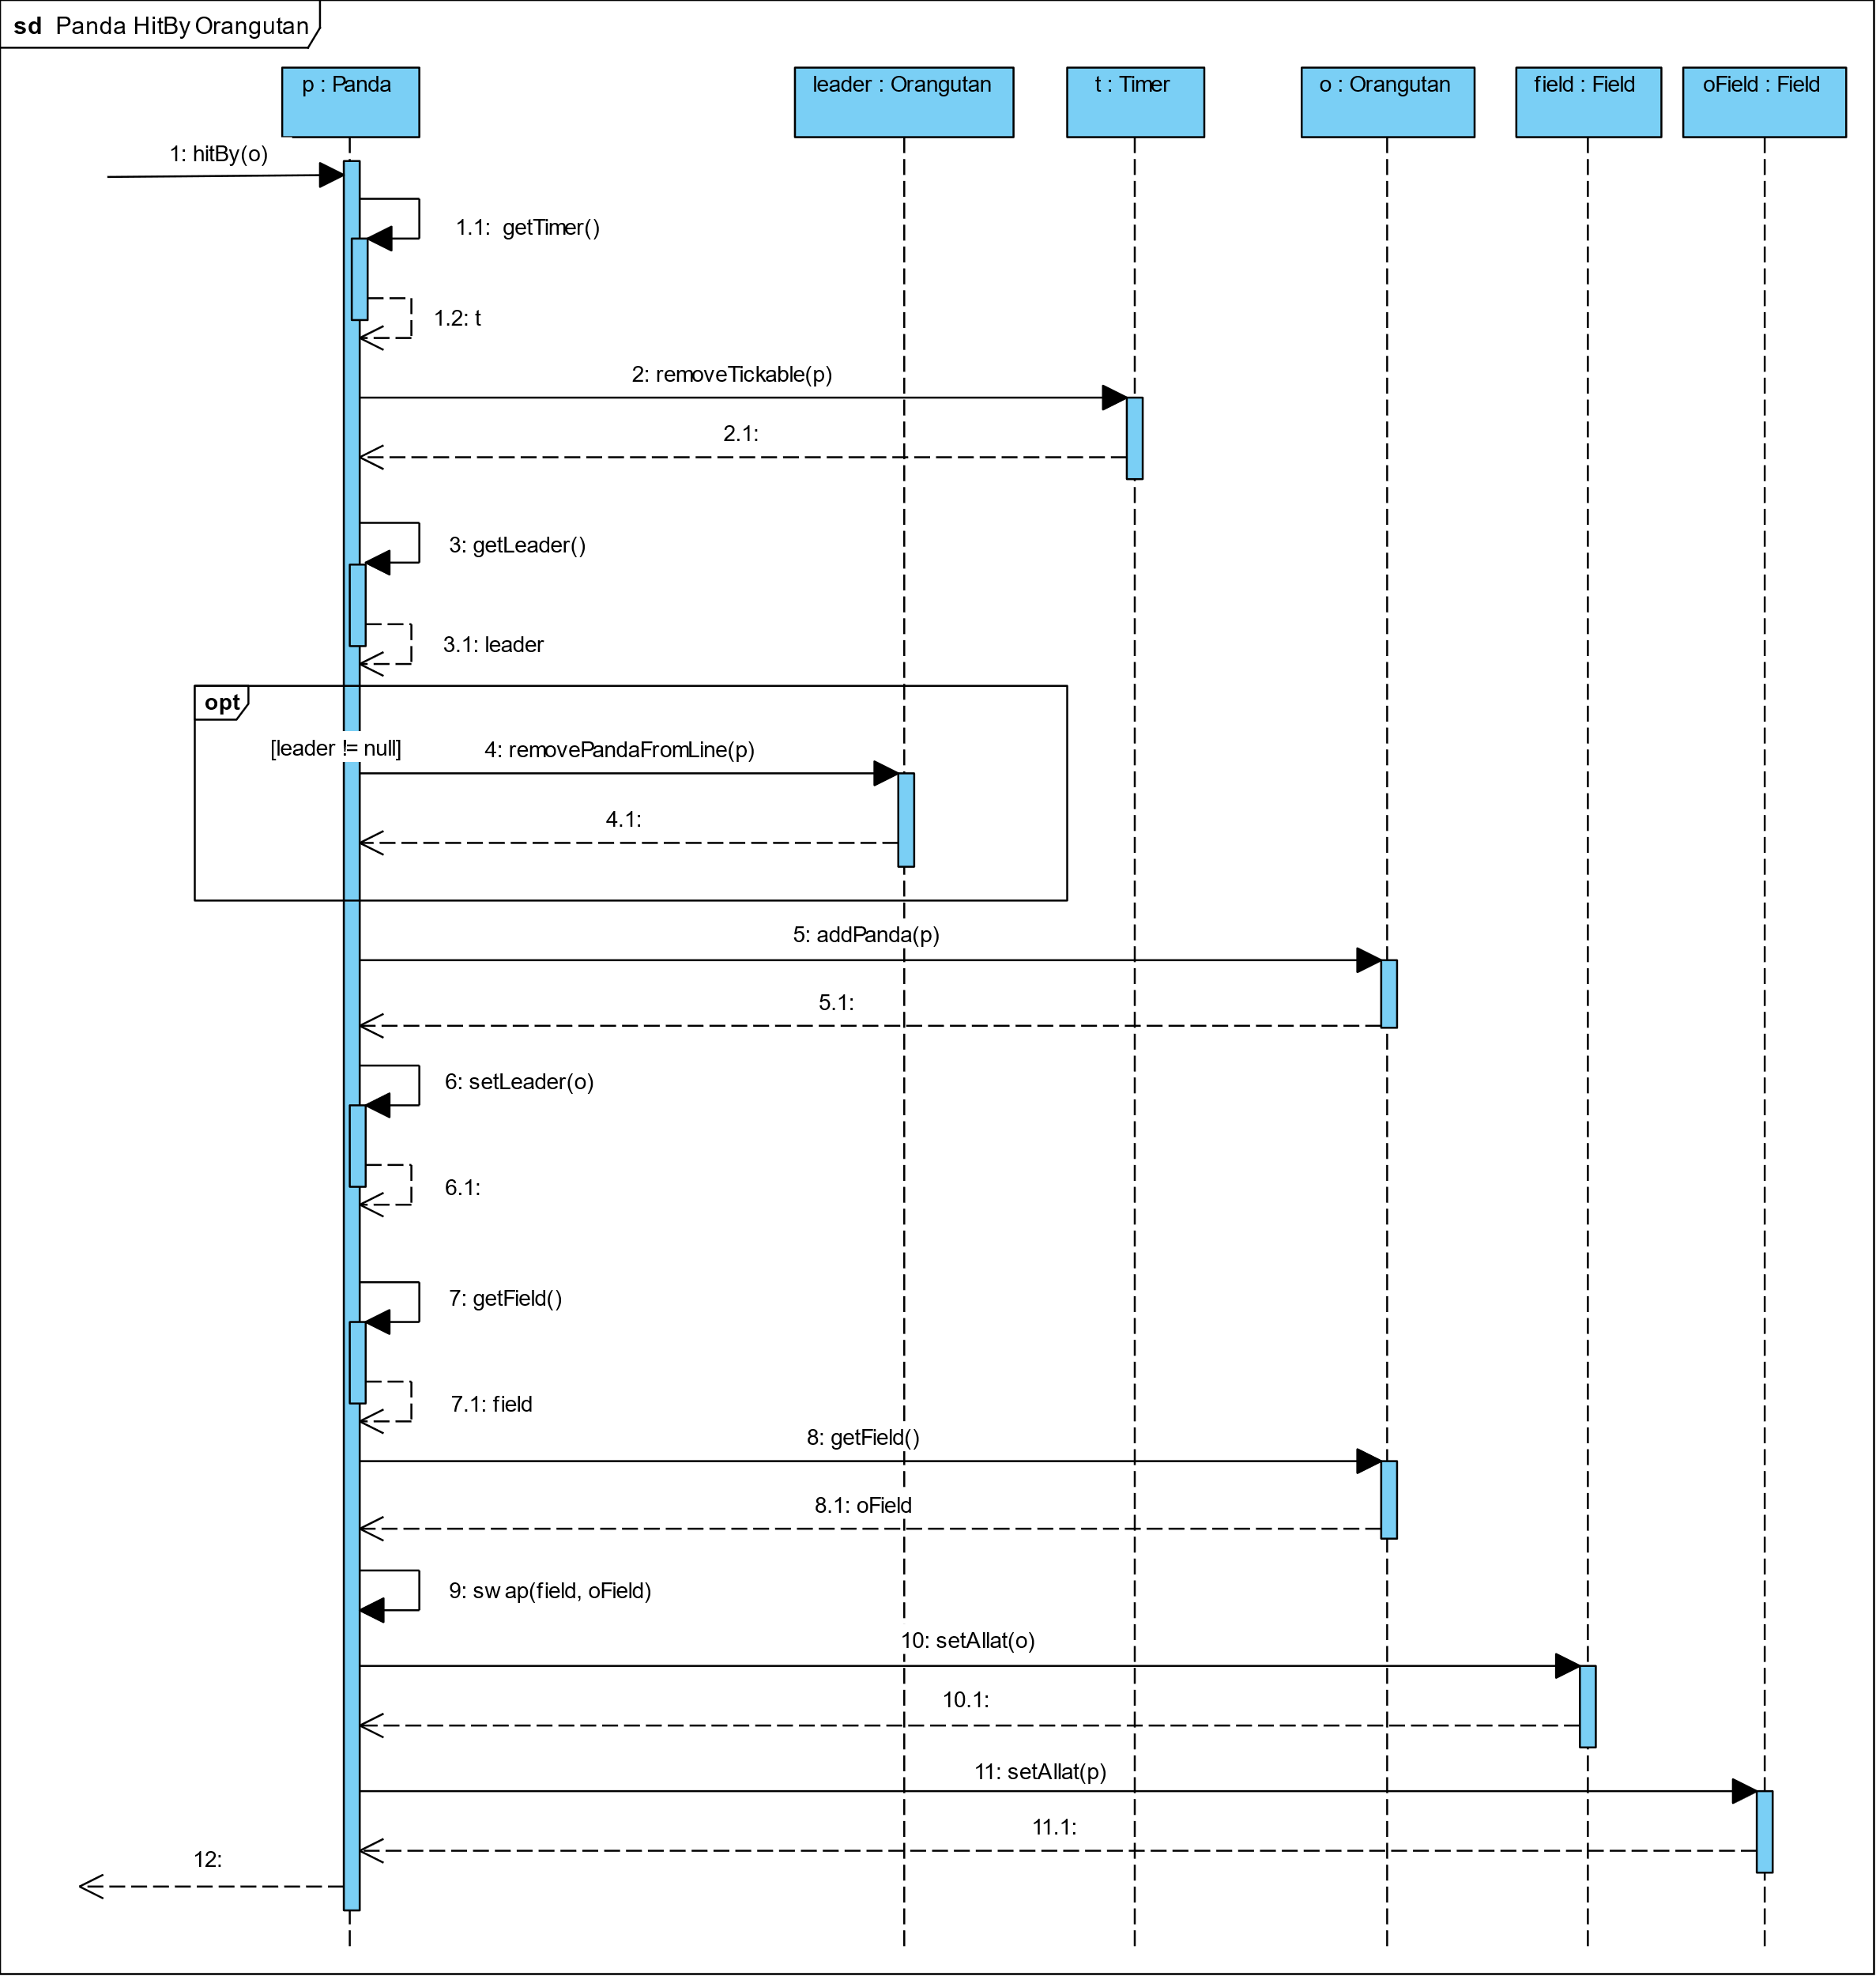 sd Panda HitBy Orangutan
p : Panda
leader : Orangutan
t : Timer
o : Orangutan
field : Field
oField : Field
1: hitBy(o)
1.1: getTimer()
1.2: t
2: removeTickable(p)
2.1:
3: getLeader()
3.1: leader
opt
[leader != null]
4: removePandaFromLine(p)
4.1:
5: addPanda(p)
5.1:
6: setLeader(o)
6.1:
7: getField()
7.1: field
8: getField()
8.1: oField
9: swap(field, oField)
10: setAllat(o)
10.1:
11: setAllat(p)
11.1:
12: